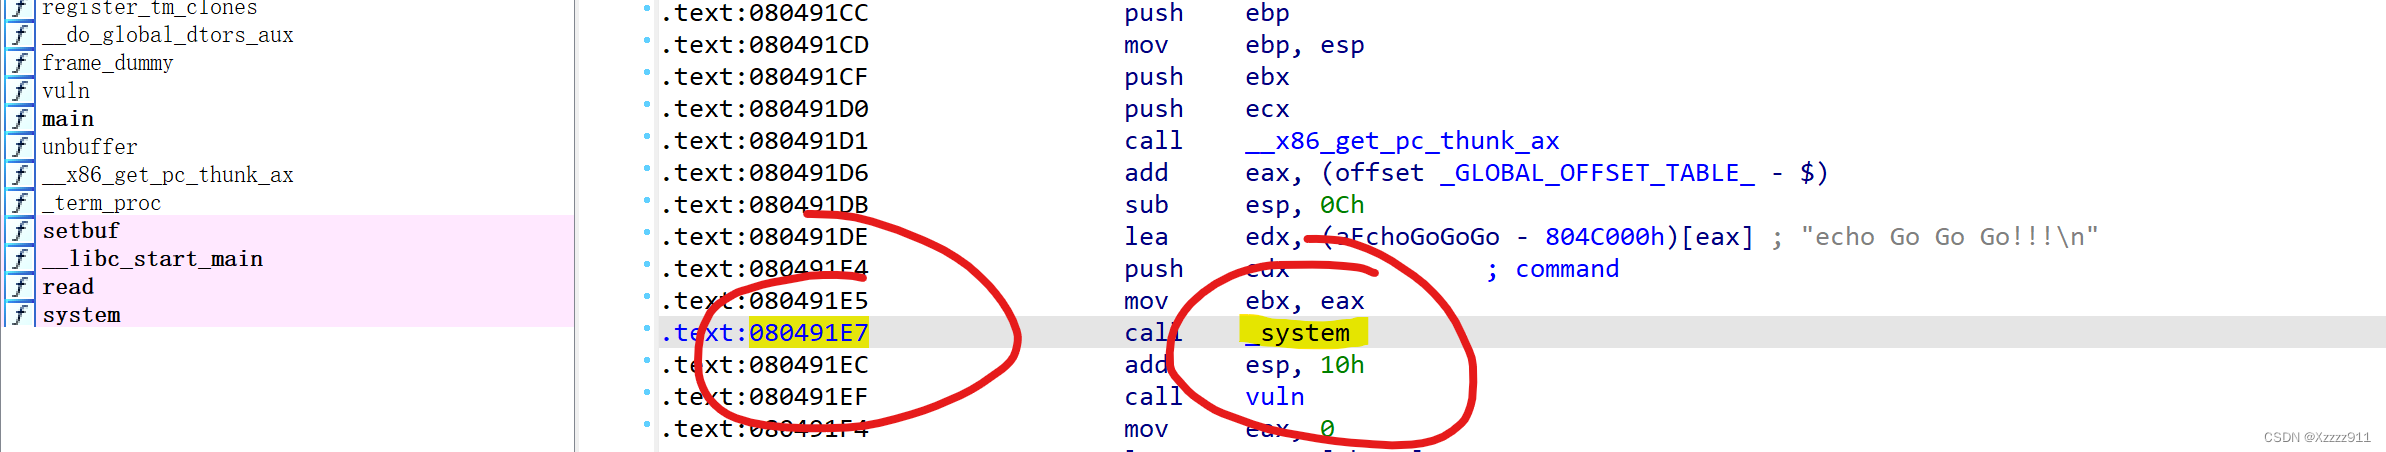 register_tm_clones
__do_global_dtors_aux
frame_dummy
vuln
main
unbuffer
__x86_get_pc_thunk_ax
_term_proc
setbuf
__libc_start_main
read
system
.text:080491CC push ebp
.text:080491CD mov ebp, esp
.text:080491CF push ebx
.text:080491D0 push ecx
.text:080491D1 call __x86_get_pc_thunk_ax
.text:080491D6 add eax, (offset _GLOBAL_OFFSET_TABLE_ - $)
.text:080491DB sub esp, 0Ch
.text:080491DE lea edx, (aEchoGoGoGo - 804C000h)[eax] ; "echo Go Go Go!!!\n"
.text:080491E4 push edx ; command
.text:080491E5 mov ebx, eax
.text:080491E7 call _system
.text:080491EC add esp, 10h
.text:080491EF call vuln
.text:080491F4 mov eax, 0
CSDN @Xzzzz911